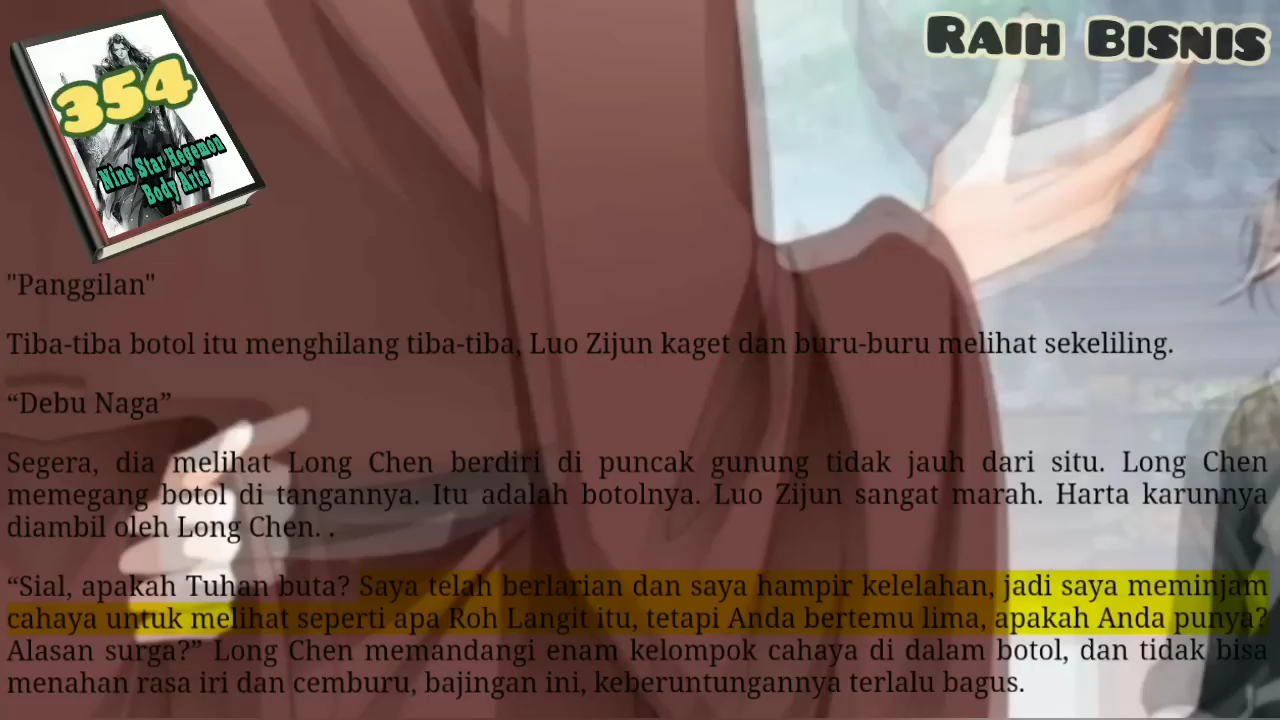 Raih Bisnis
354
Nine Star Hegemon
Body Arts
"Panggilan"
Tiba-tiba botol itu menghilang tiba-tiba, Luo Zijun kaget dan buru-buru melihat sekeliling.
“Debu Naga”
Segera, dia melihat Long Chen berdiri di puncak gunung tidak jauh dari situ. Long Chen
memegang botol di tangannya. Itu adalah botolnya. Luo Zijun sangat marah. Harta karunnya
diambil oleh Long Chen. .
“Sial, apakah Tuhan buta? Saya telah berlarian dan saya hampir kelelahan, jadi saya meminjam
cahaya untuk melihat seperti apa Roh Langit itu, tetapi Anda bertemu lima, apakah Anda punya?
Alasan surga?” Long Chen memandangi enam kelompok cahaya di dalam botol, dan tidak bisa
menahan rasa iri dan cemburu, bajingan ini, keberuntungannya terlalu bagus.